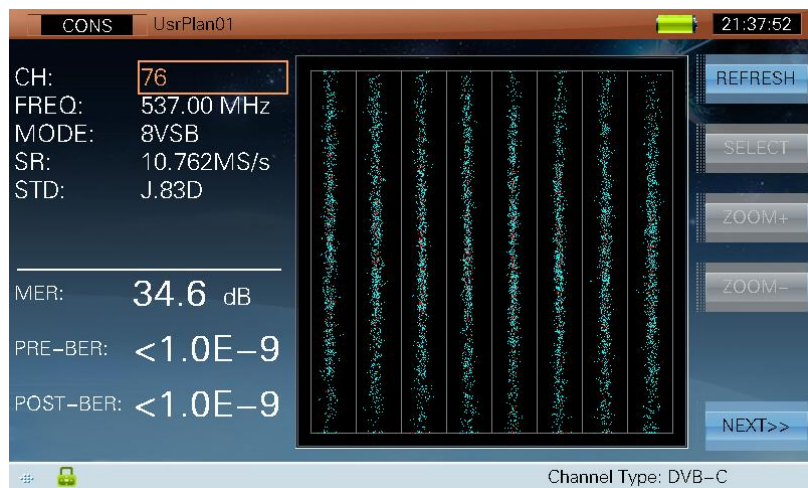 CONS UsrPlan01 21:37:52
CH: 76
FREQ: 537.00 MHz
MODE: 8VSB
SR: 10.762MS/s
STD: J.83D
MER: 34.6 dB
PRE-BER: <1.0E-9
POST-BER: <1.0E-9
REFRESH
SELECT
ZOOM+
ZOOM-
NEXT>>
Channel Type: DVB-C